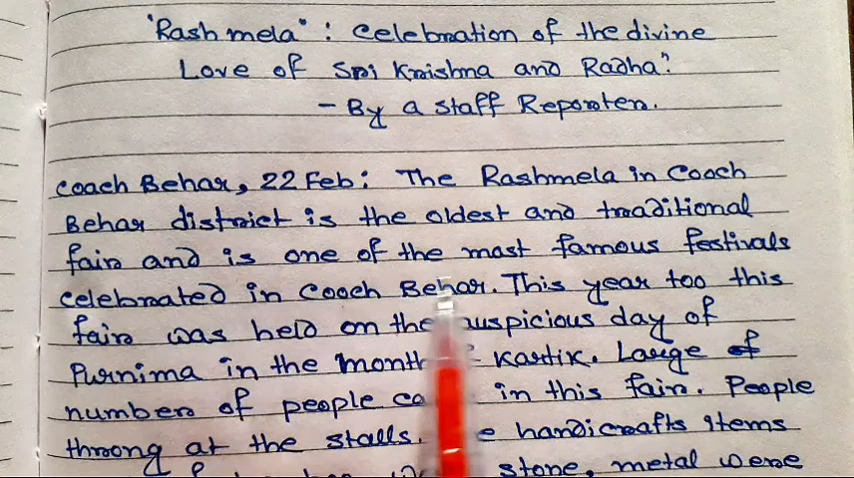 "Rash mela" : Celebration of the divine
Love of Sri Krishna and Radha"
- By a staff Reporter.
Coach Behar, 22 Feb: The Rashmela in Cooch
Behar district is the oldest and traditional
fair and is one of the most famous festivals
celebrated in Cooch Behar. This year too this
fair was held on the auspicious day of
Purnima in the month Kartik. Large of
number of people in this fair. People
throng at the stalls. handicrafts items
stone, metal were